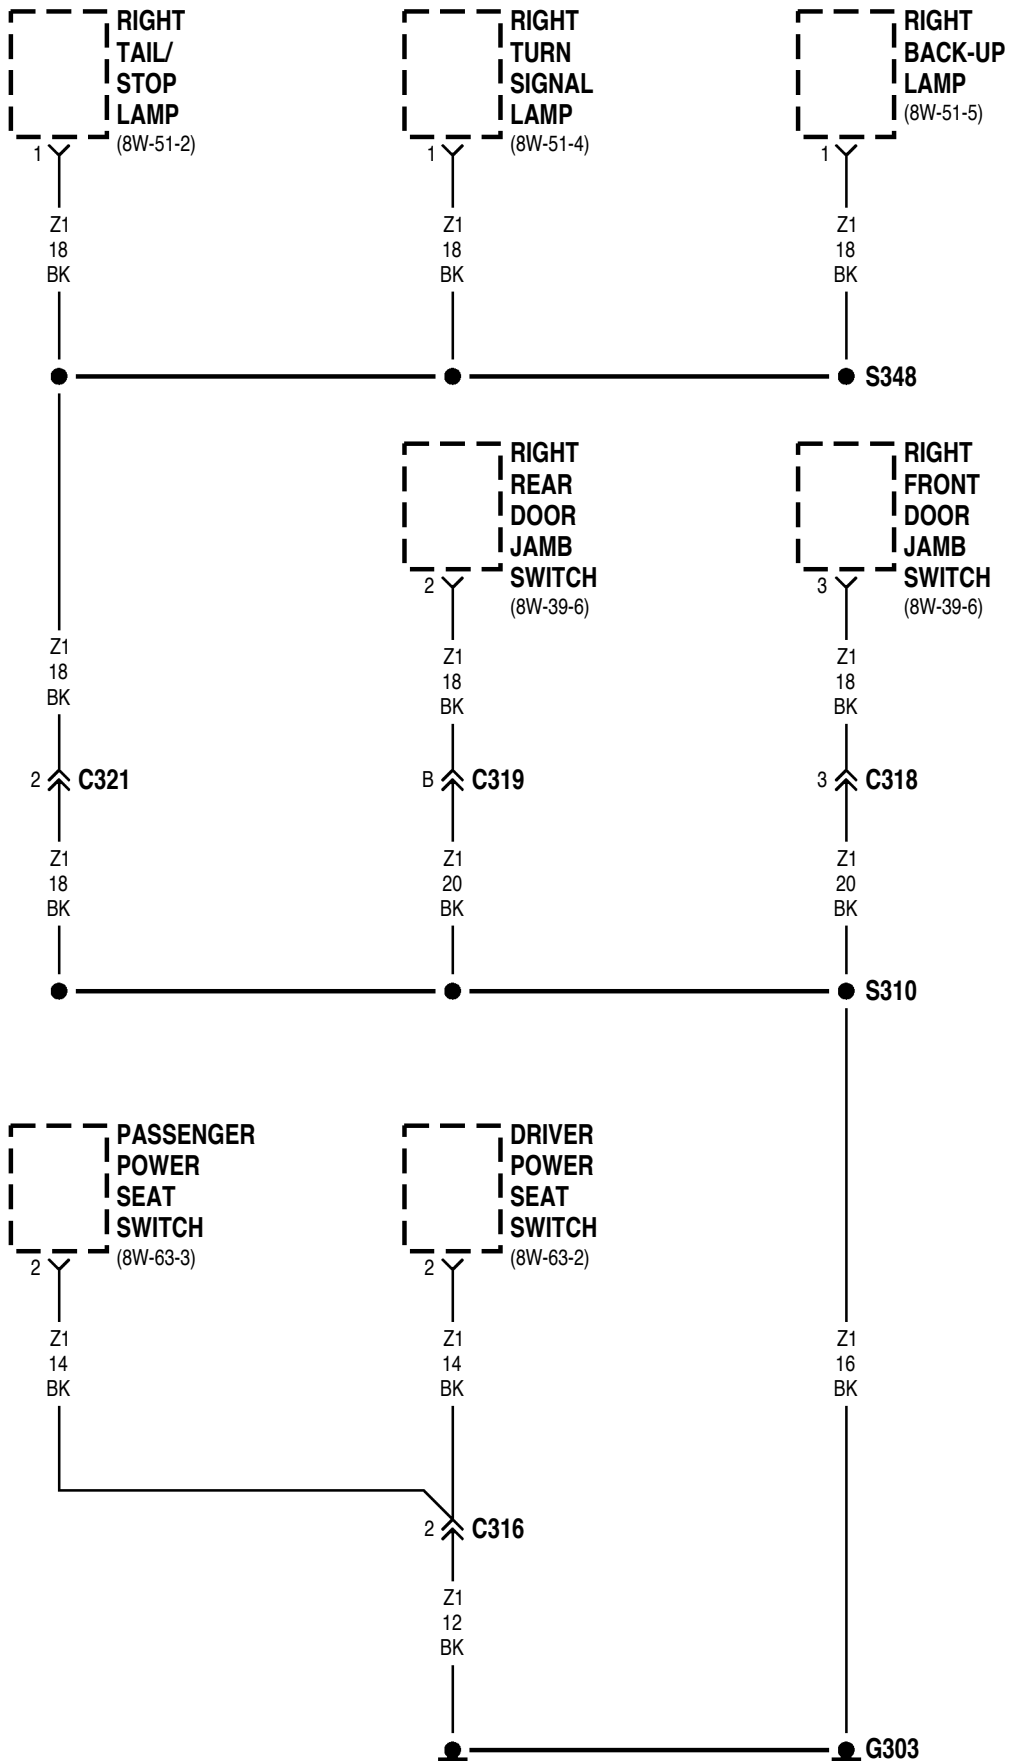 RIGHT
TAIL/
STOP
LAMP
(8W-51-2)
1
RIGHT
TURN
SIGNAL
LAMP
(8W-51-4)
1
RIGHT
BACK-UP
LAMP
(8W-51-5)
1
Z1
18
BK
Z1
18
BK
Z1
18
BK
S348
RIGHT
REAR
DOOR
JAMB
SWITCH
(8W-39-6)
2
RIGHT
FRONT
DOOR
JAMB
SWITCH
(8W-39-6)
3
Z1
18
BK
Z1
18
BK
Z1
18
BK
2
C321
B
C319
3
C318
Z1
18
BK
Z1
20
BK
Z1
20
BK
S310
PASSENGER
POWER
SEAT
SWITCH
(8W-63-3)
2
DRIVER
POWER
SEAT
SWITCH
(8W-63-2)
2
Z1
14
BK
Z1
14
BK
Z1
16
BK
2
C316
Z1
12
BK
G303